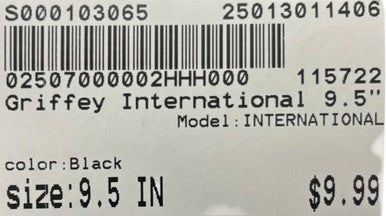 S000103065 25013011406
02507000002HHH000 115722
Griffey International 9.5"
Model:INTERNATIONAL
color:Black
size:9.5 IN $9.99